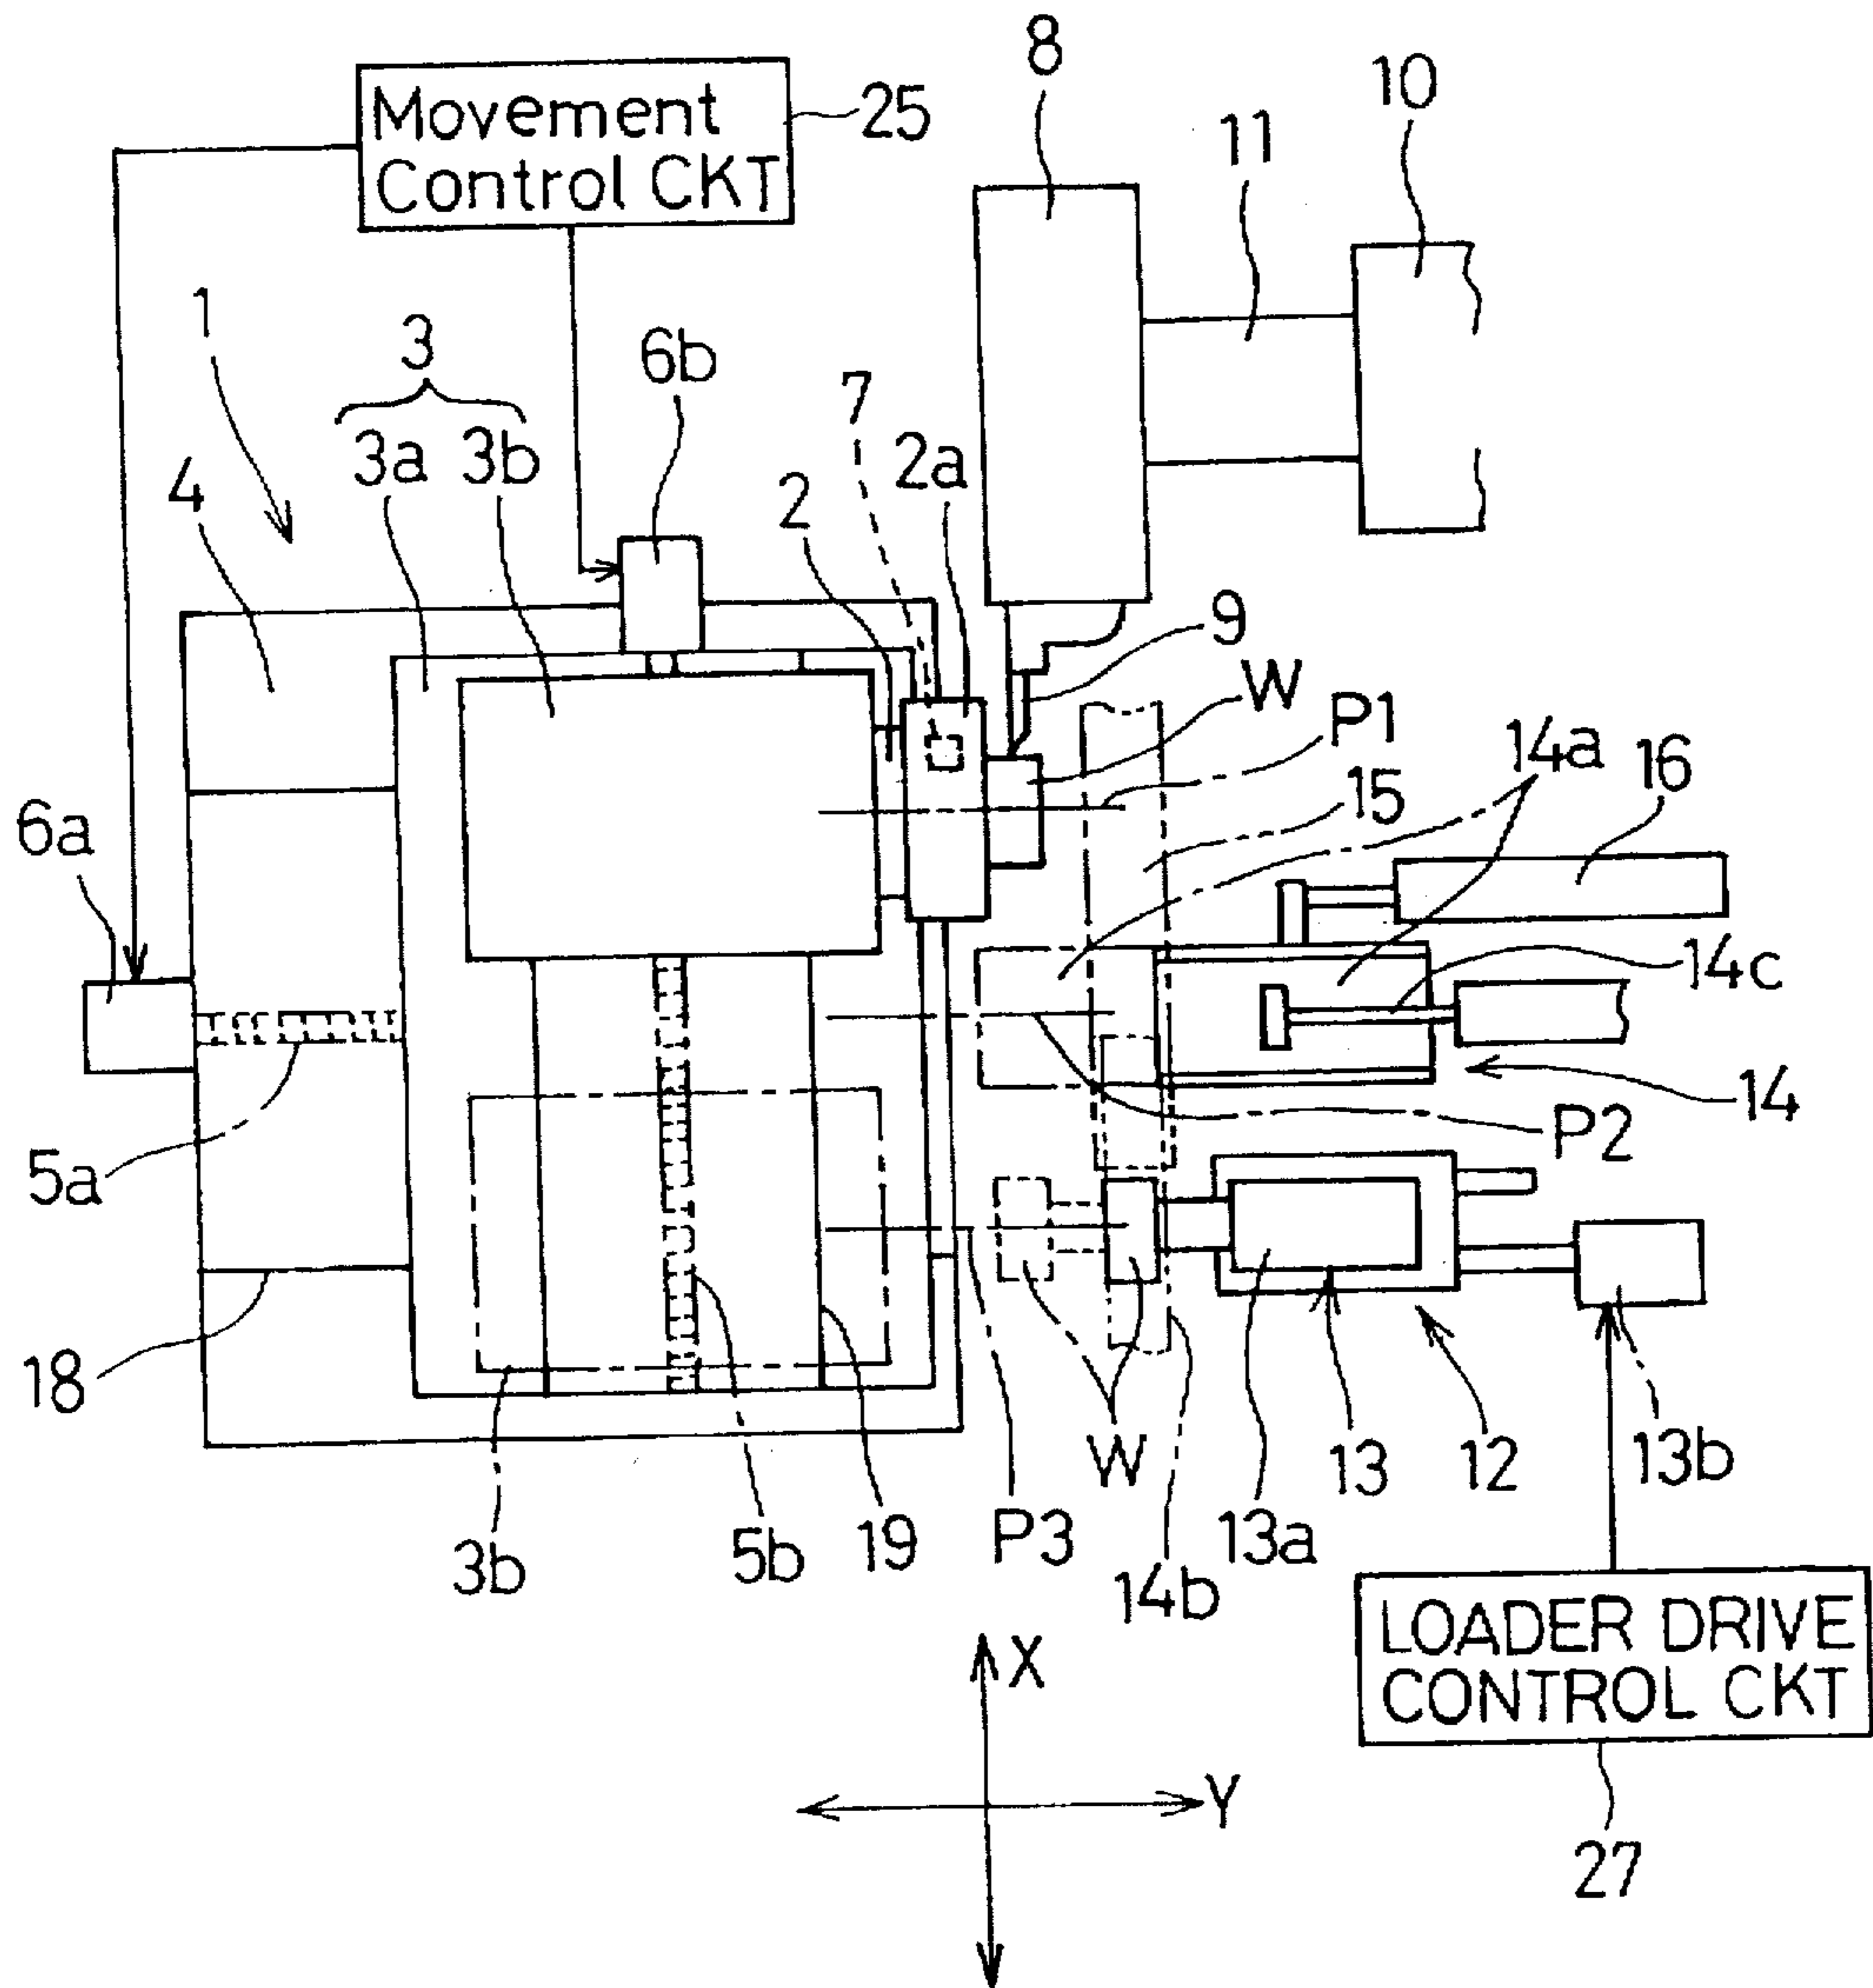 8
10
Movement
Control CKT
25
11
1
3
3a 3b
6b
7
2a
4
2
9
W
P1
14a
16
15
6a
14c
14
5a
P2
18
W
13
12
13b
3b
5b
19
P3
14b
13a
LOADER DRIVE
CONTROL CKT
X
Y
27